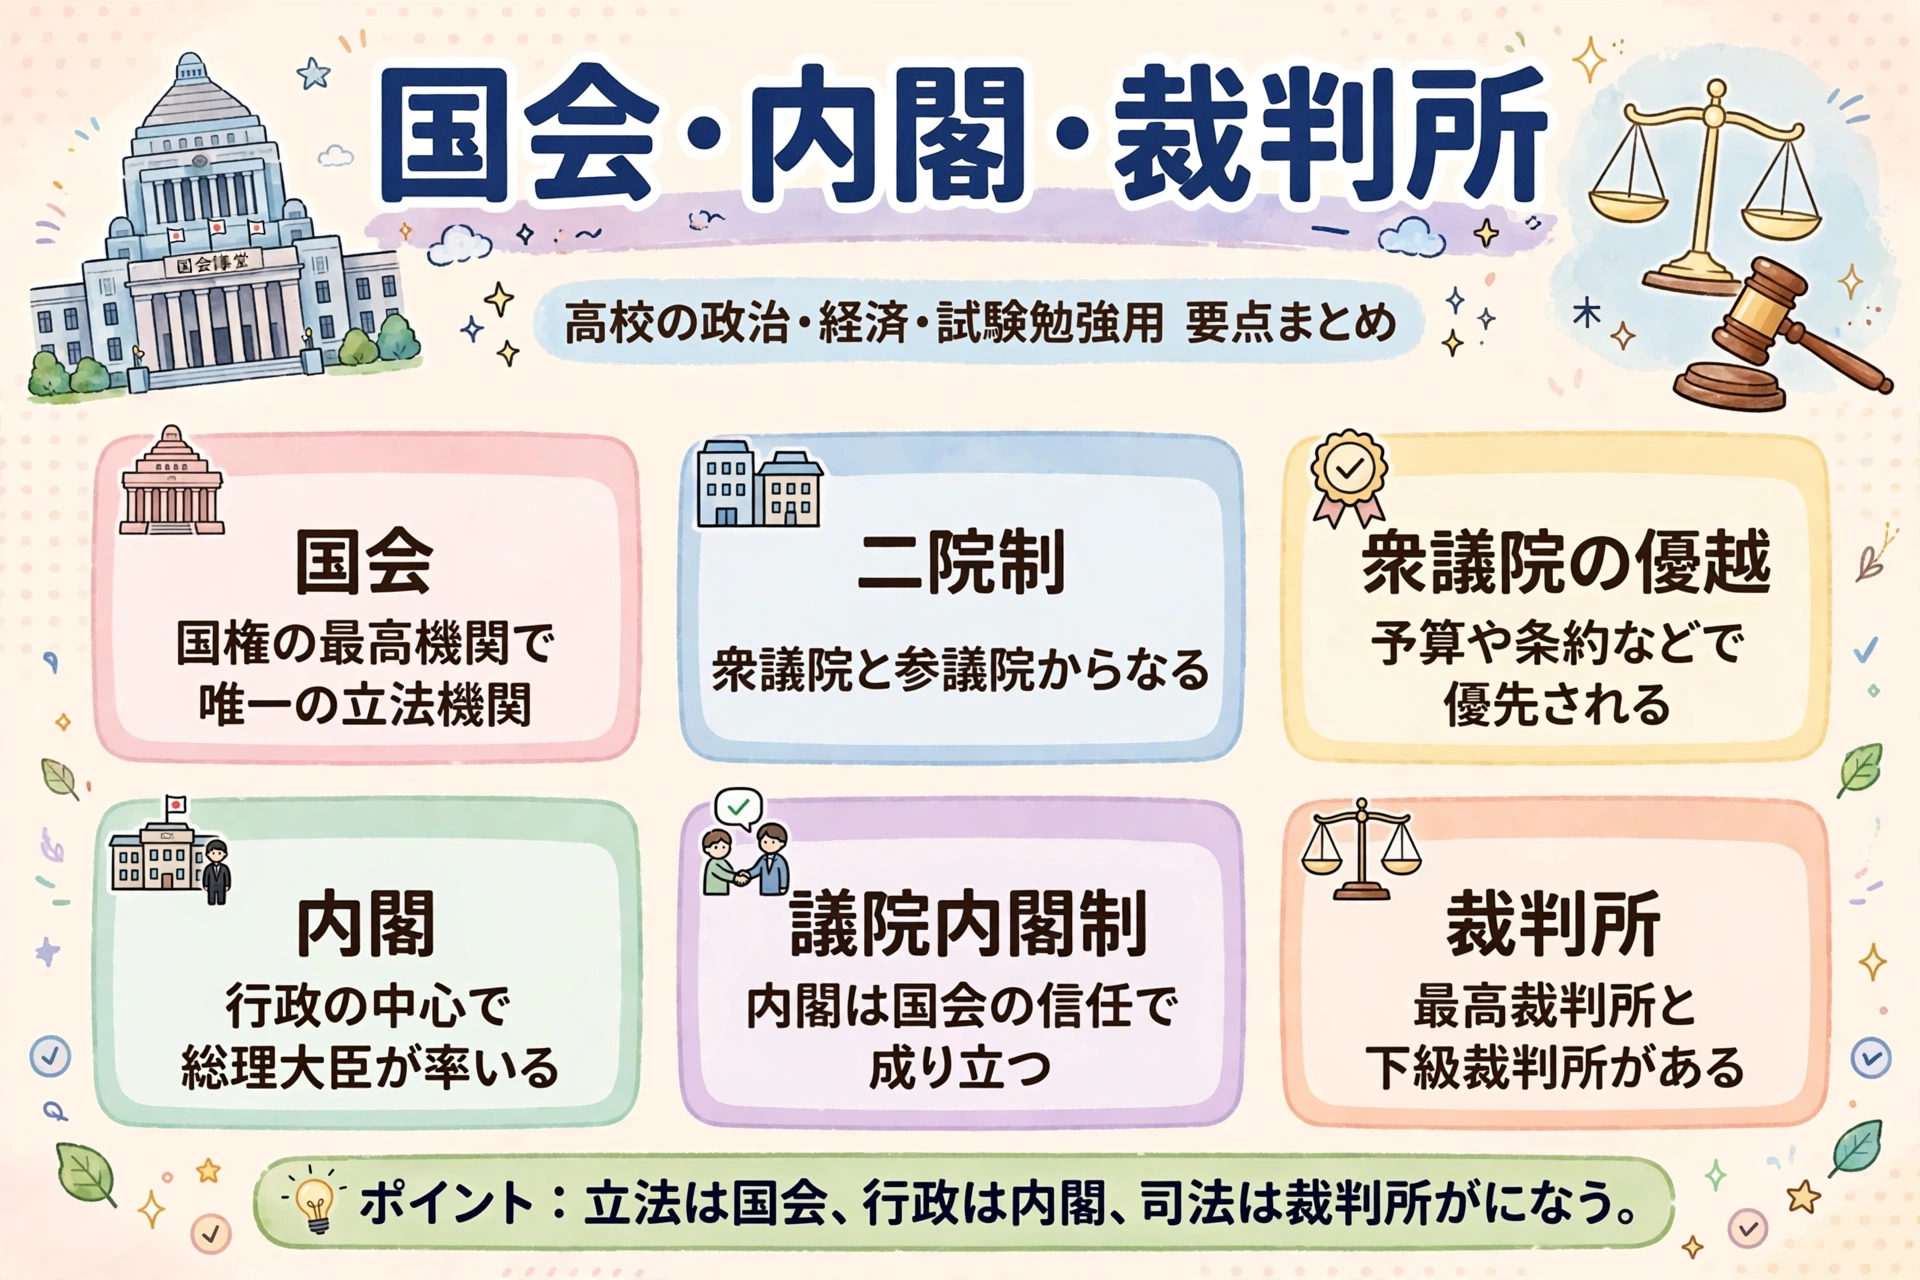 国会・内閣・裁判所
国会議堂
高校の政治・経済・試験勉強用 要点まとめ
木
国会
国権の最高機関で
唯一の立法機関
二院制
衆議院と参議院からなる
衆議院の優越
予算や条約などで
優先される
内閣
行政の中心で
総理大臣が率いる
議院内閣制
内閣は国会の信任で
成り立つ
裁判所
最高裁判所と
下級裁判所がある
ポイント：立法は国会、行政は内閣、司法は裁判所がになう。